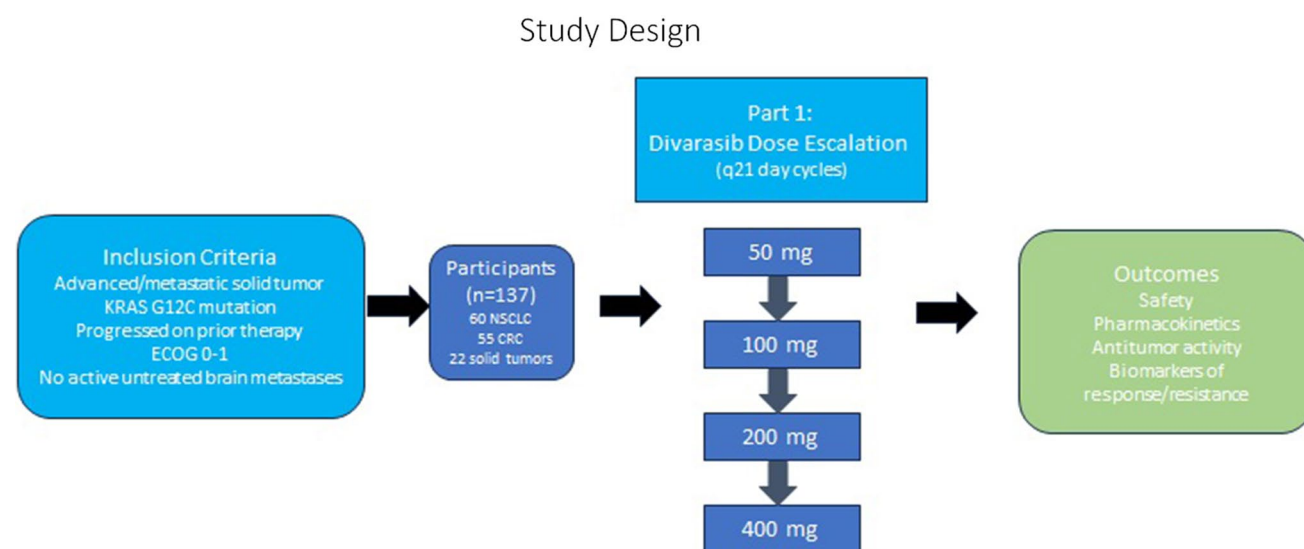 Study Design
Inclusion Criteria
Advanced/metastatic solid tumor
KRAS G12C mutation
Progressed on prior therapy
ECOG 0-1
No active untreated brain metastases
Participants
(n=137)
60 NSCLC
55 CRC
22 solid tumors
Part 1:
Divarasib Dose Escalation
(q21 day cycles)
50 mg
100 mg
200 mg
400 mg
Outcomes
Safety
Pharmacokinetics
Antitumor activity
Biomarkers of
response/resistance